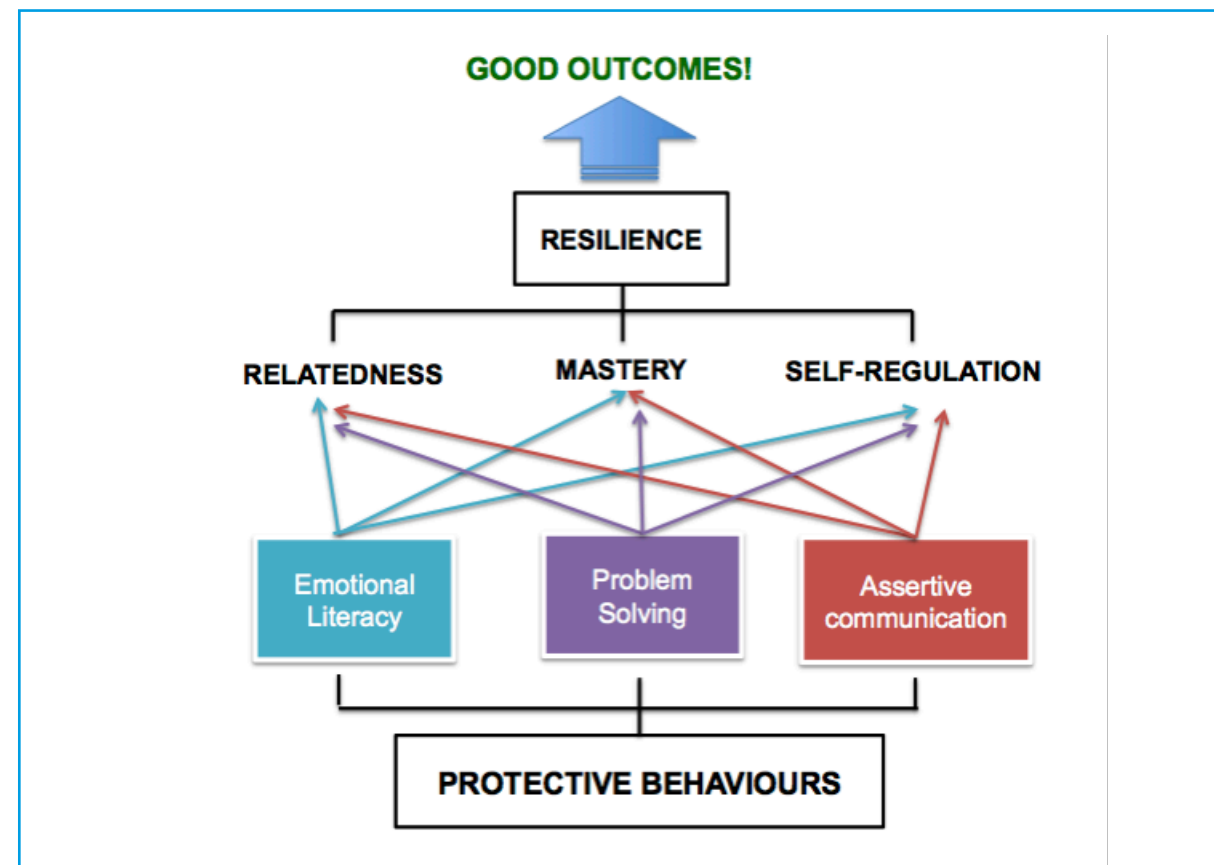 GOOD OUTCOMES!
RESILIENCE
RELATEDNESS
MASTERY
SELF-REGULATION
Emotional
Literacy
Problem
Solving
Assertive
communication
PROTECTIVE BEHAVIOURS